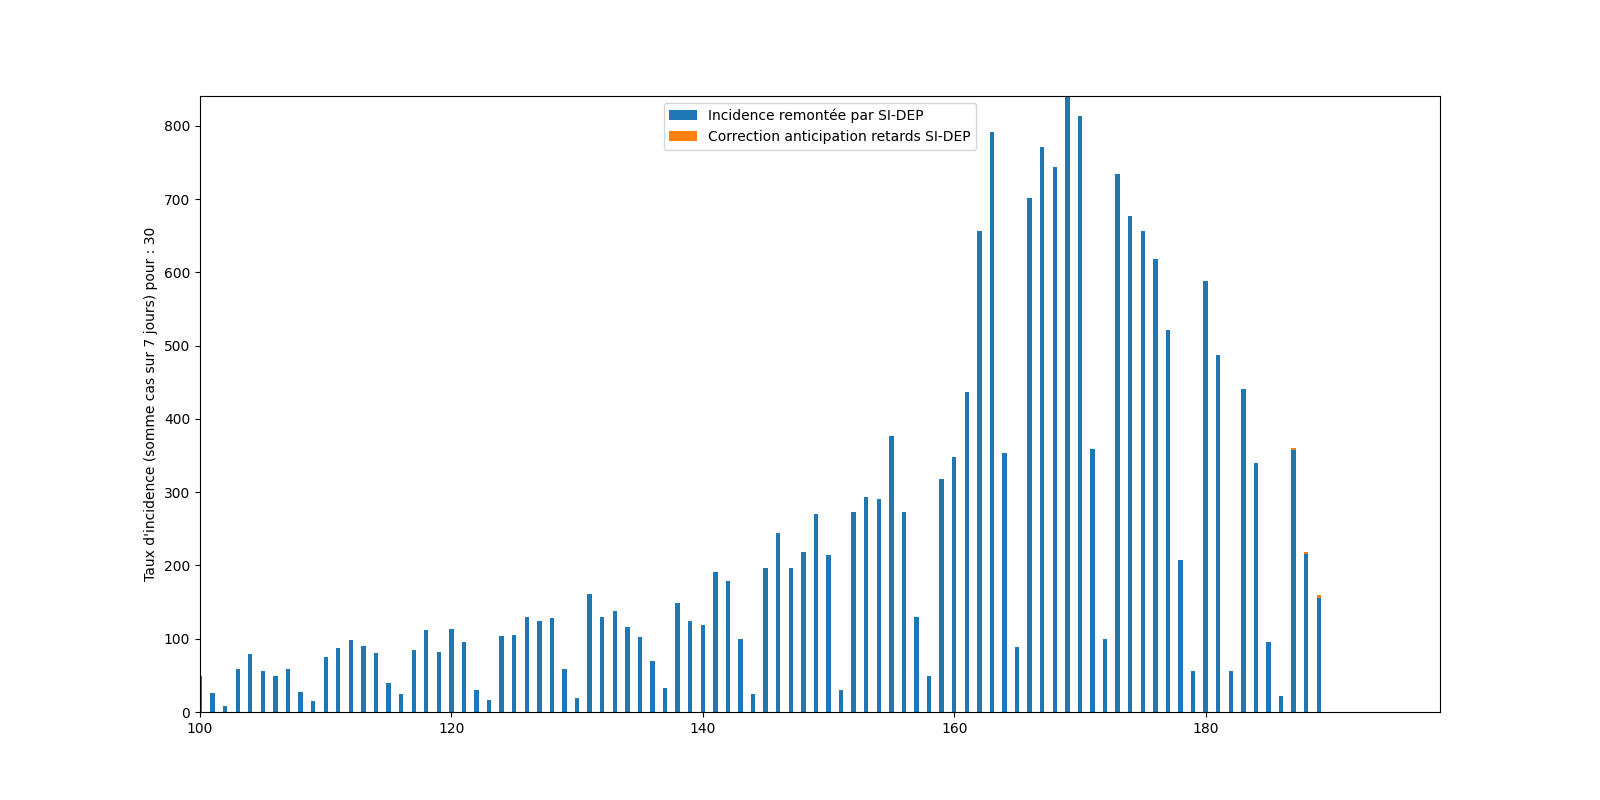 Incidence remontée par SI-DEP
Correction anticipation retards SI-DEP
Taux d'incidence (somme cas sur 7 jours) pour : 30
800
700
600
500
400
300
200
100
0
100 120 140 160 180